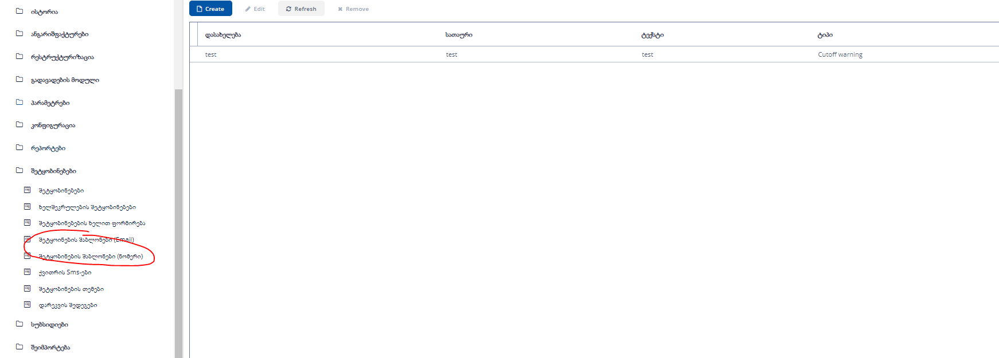 Create Edit Refresh Remove
ისტორია
ანგარიშფაქტურები
რესტრუქტურიზაცია
გადავადების მოდული
პარამეტრები
კონფიგურაცია
რეპორტები
შეტყობინებები
შეტყობინებები
ხელშეკრულების შეტყობინებები
შეტყობინებების ხელით ფორმირება
შეტყოინების შაბლონები (Email)
შეტყობინების შაბლონები (ნომერი)
ქვითრის Sms-ები
შეტყობინების თემები
დარეკვის შედეგები
სუბსიდიები
შეიმპორტება
დასახელება სათაური ტექსტი ტიპი
test test test Cutoff warning